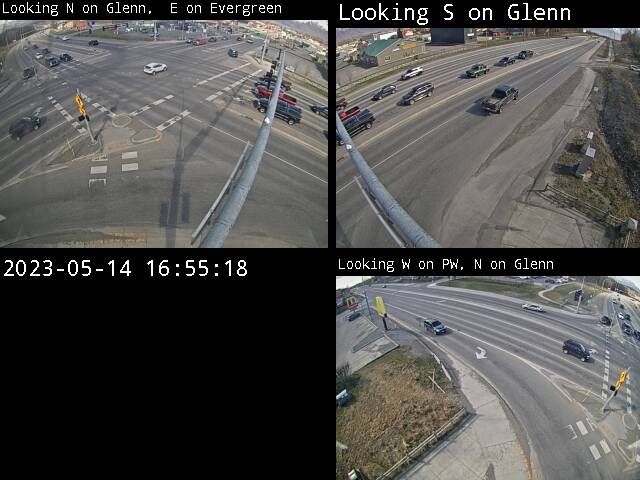 Looking N on Glenn,  E on Evergreen
Looking S on Glenn
2023-05-14 16:55:18
Looking W on PW, N on Glenn